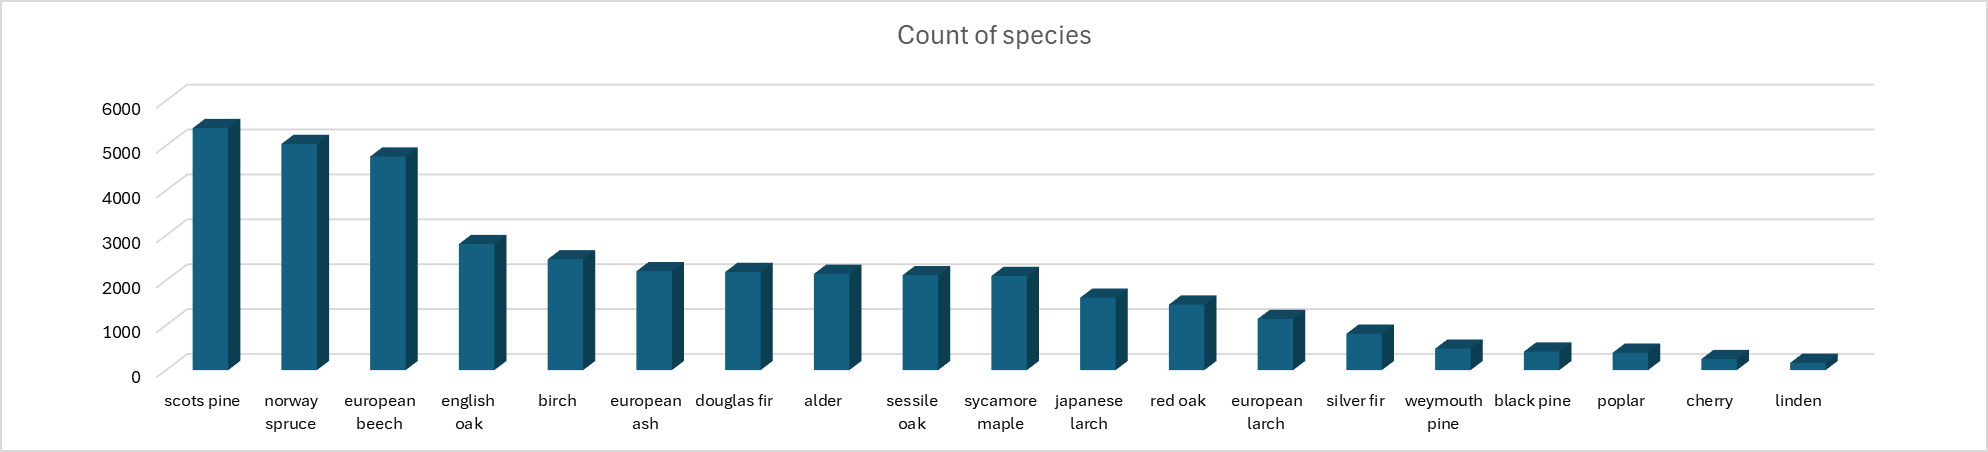 Count of species
6000
5000
4000
3000
2000
1000
0
scots pine
norway
spruce
european
beech
english
oak
birch
european
ash
douglas fir
alder
sessile
oak
sycamore
maple
japanese
larch
red oak
european
larch
silver fir
weymouth
pine
black pine
poplar
cherry
linden